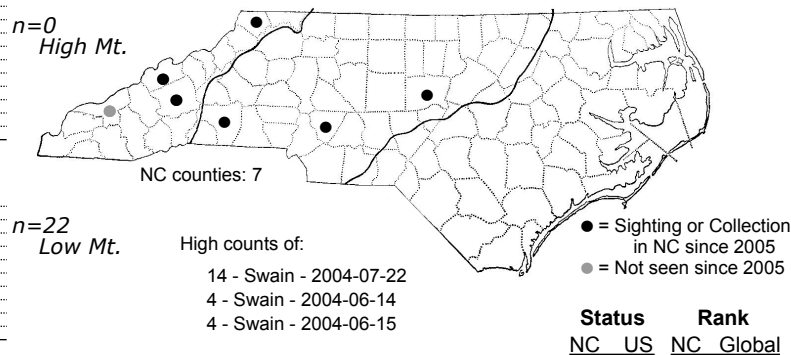 n=0
High Mt.
NC counties: 7
n=22
Low Mt.
High counts of:
14 - Swain - 2004-07-22
4 - Swain - 2004-06-14
4 - Swain - 2004-06-15
● = Sighting or Collection
in NC since 2005
● = Not seen since 2005
Status Rank
NC US NC Global